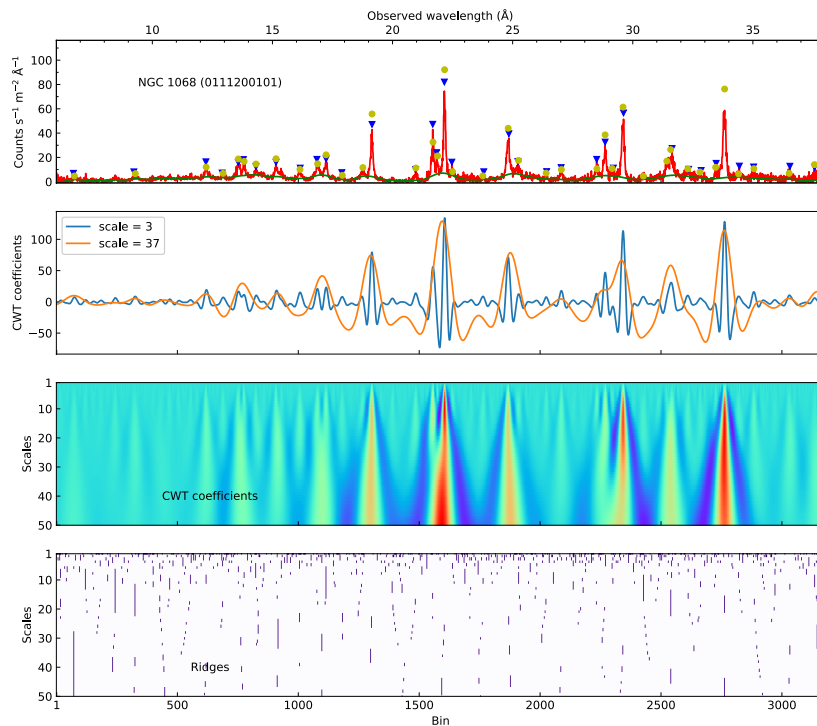 Observed wavelength (Å)
10 15 20 25 30 35
Counts s⁻¹ m⁻² Å⁻¹
100
80
60
40
20
0
NGC 1068 (0111200101)
CWT coefficients
100
50
0
−50
scale = 3
scale = 37
Scales
1
10
20
30
40
50
CWT coefficients
Scales
1
10
20
30
40
50
Ridges
1 500 1000 1500 2000 2500 3000
Bin